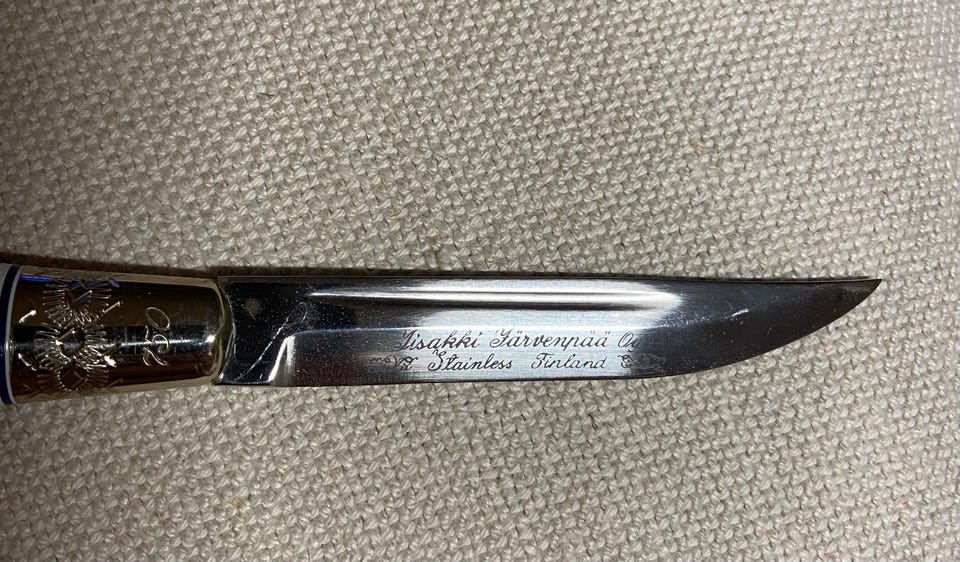 Iisakki Järvenpää Oy
Stainless Finland